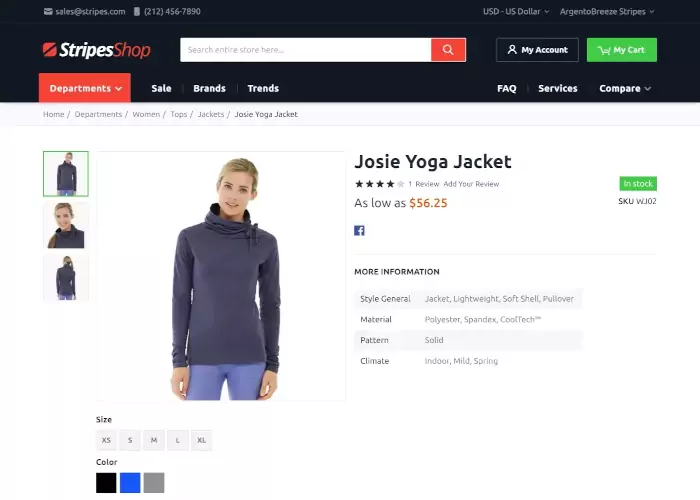 sales@stripes.com (212) 456-7890 USD - US Dollar ArgentoBreeze Stripes
StripesShop Search entire store here... My Account My Cart
Departments Sale Brands Trends FAQ Services Compare
Home / Departments / Women / Tops / Jackets / Josie Yoga Jacket
Josie Yoga Jacket
1 Review Add Your Review In stock
As low as $56.25 SKU WJ02
MORE INFORMATION
Style General Jacket, Lightweight, Soft Shell, Pullover
Material Polyester, Spandex, CoolTech™
Pattern Solid
Climate Indoor, Mild, Spring
Size
XS S M L XL
Color